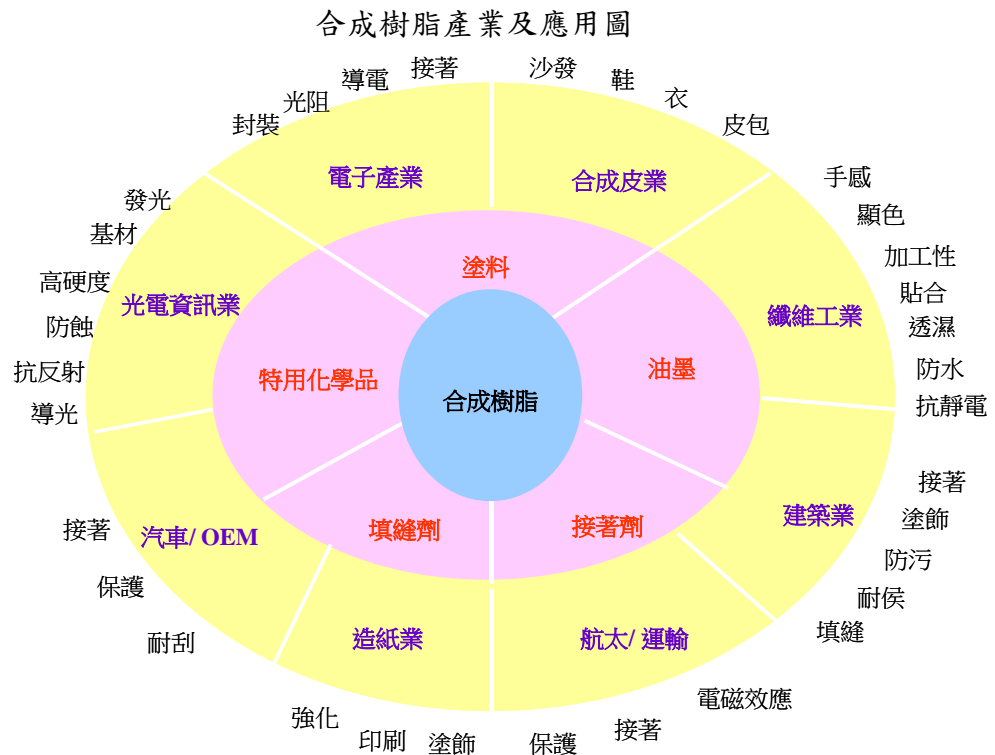 合成樹脂產業及應用圖
接著
導電
光阻
封裝
沙發
鞋
衣
皮包
電子產業
合成皮業
手感
顯色
加工性
貼合
透濕
防水
抗靜電
纖維工業
發光
基材
高硬度
防蝕
抗反射
導光
光電資訊業
塗料
特用化學品
油墨
合成樹脂
填縫劑
接著劑
建築業
接著
塗飾
防污
耐侯
填縫
汽車/ OEM
接著
保護
耐刮
造紙業
強化
印刷
塗飾
航太/ 運輸
保護
接著
電磁效應